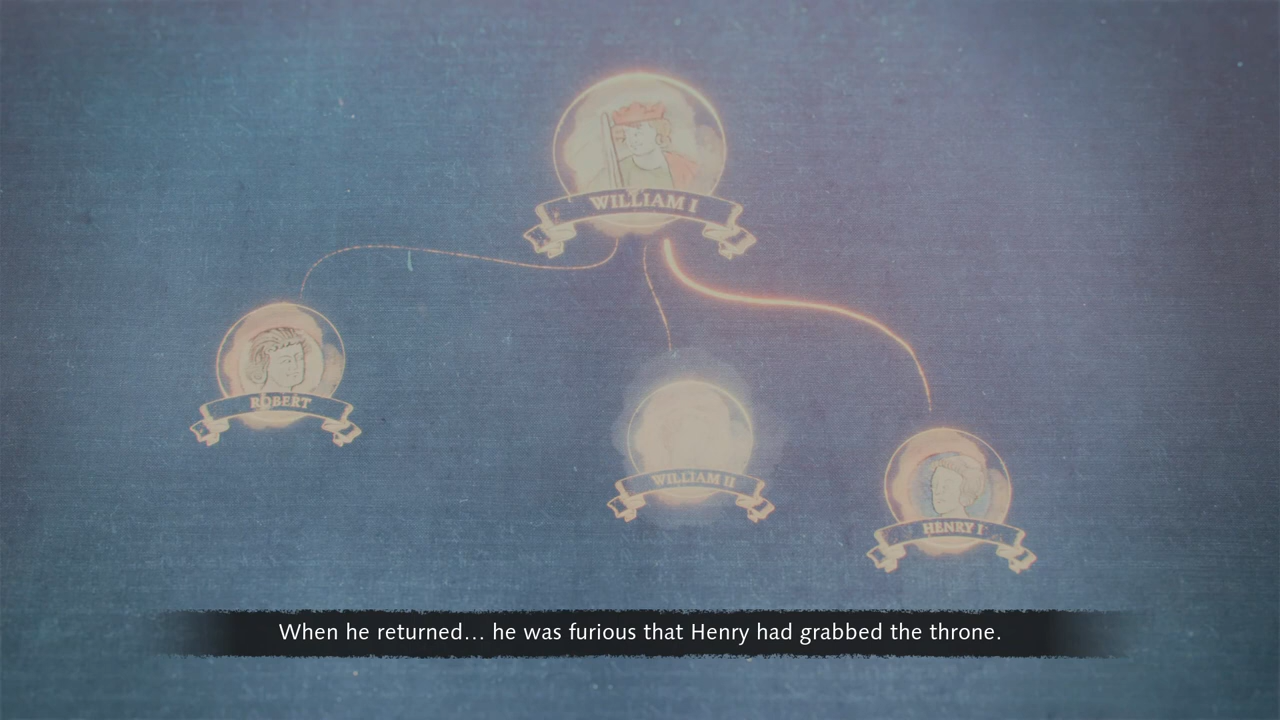 WILLIAM I
ROBERT
WILLIAM II
HENRY I
When he returned... he was furious that Henry had grabbed the throne.